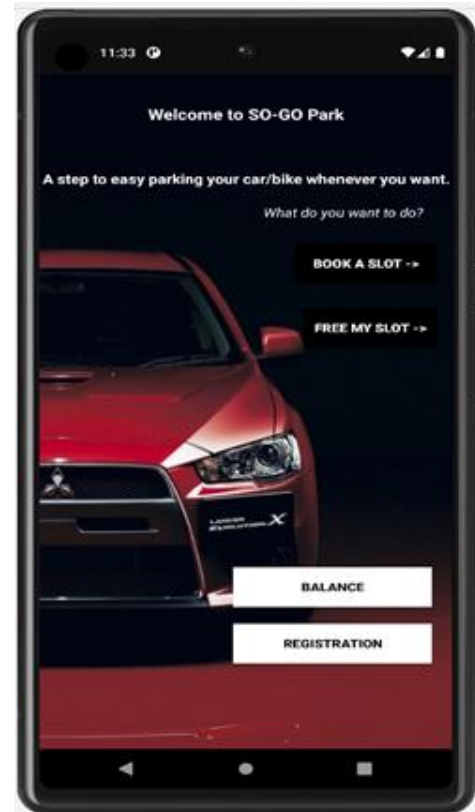 11:33
Welcome to SO-GO Park
A step to easy parking your car/bike whenever you want.
What do you want to do?
BOOK A SLOT ->
FREE MY SLOT ->
LANCER
EVOLUTION X
BALANCE
REGISTRATION